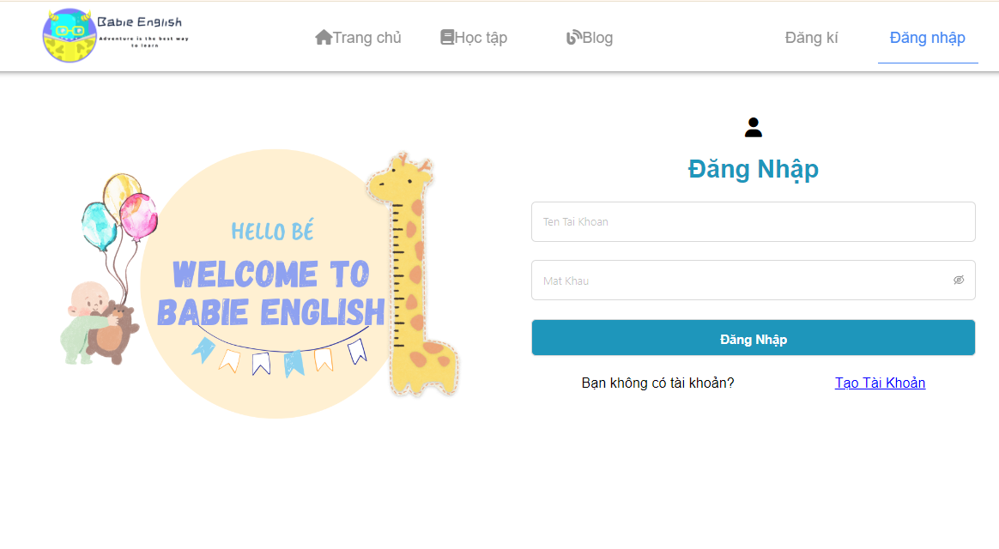 Babie English
Adventure is the best way
to learn
Trang chủ
Học tập
Blog
Đăng kí
Đăng nhập
HELLO BÉ
WELCOME TO
BABIE ENGLISH
Đăng Nhập
Ten Tai Khoan
Mat Khau
Đăng Nhập
Bạn không có tài khoản? Tạo Tài Khoản